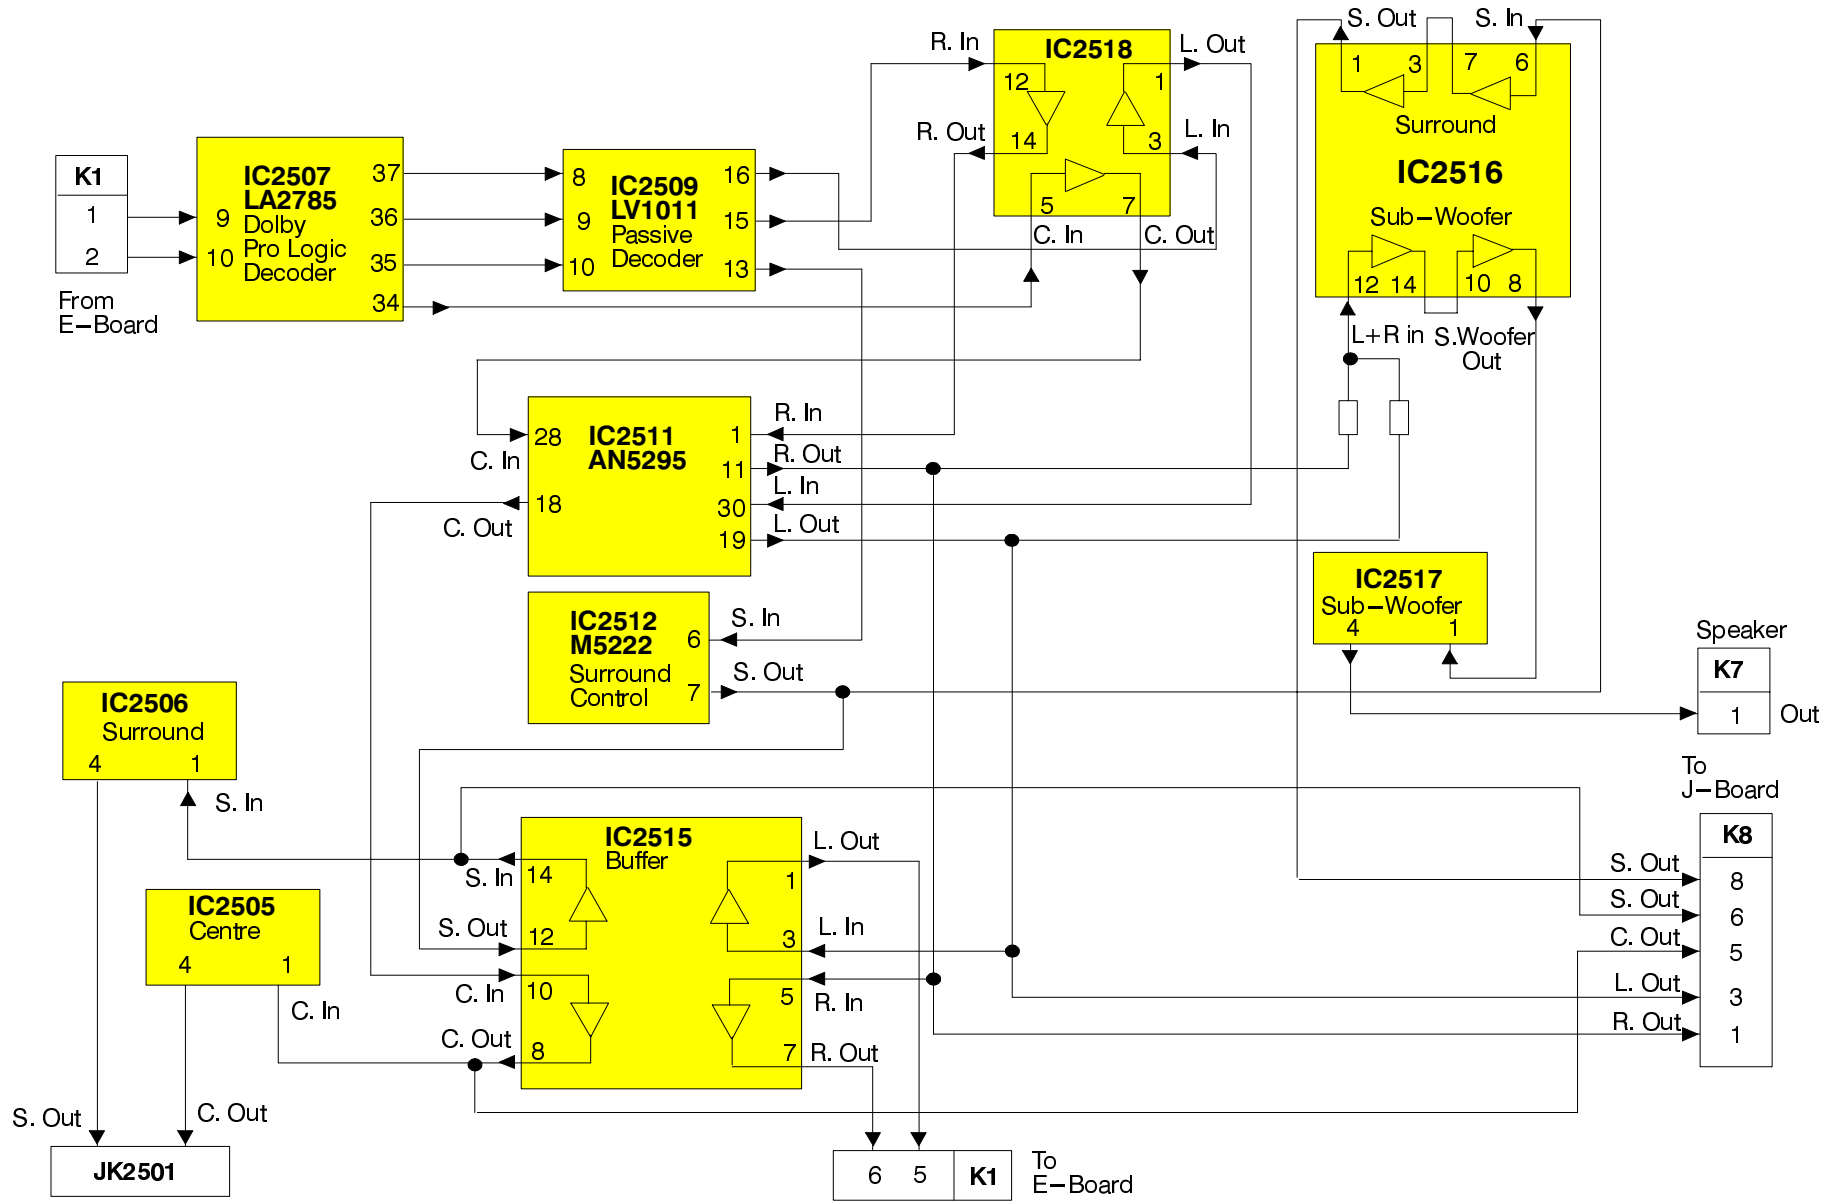 K1
1
2
From
E-Board
IC2507
LA2785
Dolby
Pro Logic
Decoder
9
10
37
36
35
34
IC2509
LV1011
Passive
Decoder
8
9
10
16
15
13
IC2518
R. In
L. Out
12
1
R. Out
L. In
14
3
5
7
C. In
C. Out
S. Out
S. In
1
3
7
6
Surround
IC2516
Sub-Woofer
12
14
10
8
L+R in
S.Woofer
Out
IC2511
AN5295
28
C. In
18
C. Out
1
R. In
11
R. Out
30
L. In
19
L. Out
IC2512
M5222
Surround
Control
6
S. In
7
S. Out
IC2517
Sub-Woofer
4
1
Speaker
K7
1
Out
IC2506
Surround
4
1
S. In
IC2505
Centre
4
1
C. In
S. Out
C. Out
JK2501
IC2515
Buffer
S. In
14
S. Out
12
C. In
10
C. Out
8
L. Out
1
L. In
3
5
R. In
7
R. Out
6
5
K1
To
E-Board
To
J-Board
K8
S. Out
8
S. Out
6
C. Out
5
L. Out
3
R. Out
1